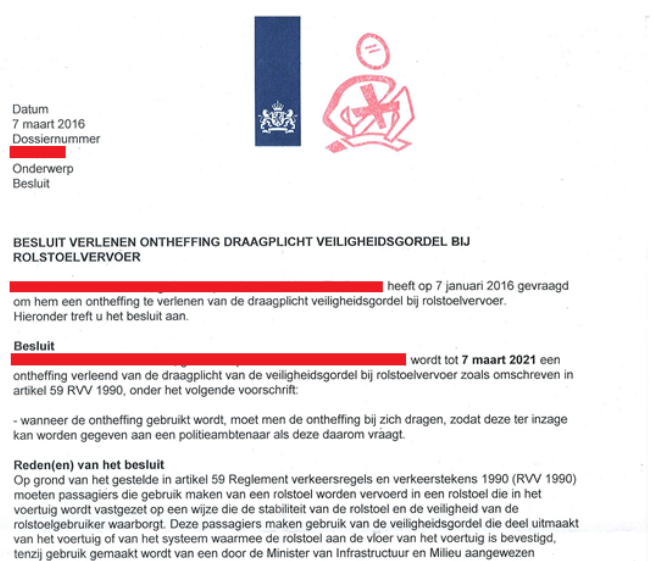 Datum
7 maart 2016
Dossiernummer
Onderwerp
Besluit
BESLUIT VERLENEN ONTHEFFING DRAAGPLICHT VEILIGHEIDSGORDEL BIJ
ROLSTOELVERVOER
heeft op 7 januari 2016 gevraagd
om hem een ontheffing te verlenen van de draagplicht veiligheidsgordel bij rolstoelvervoer.
Hieronder treft u het besluit aan.
Besluit
wordt tot 7 maart 2021 een
ontheffing verleend van de draagplicht van de veiligheidsgordel bij rolstoelvervoer zoals omschreven in
artikel 59 RVV 1990, onder het volgende voorschrift:
- wanneer de ontheffing gebruikt wordt, moet men de ontheffing bij zich dragen, zodat deze ter inzage
kan worden gegeven aan een politieambtenaar als deze daarom vraagt.
Reden(en) van het besluit
Op grond van het gestelde in artikel 59 Reglement verkeersregels en verkeerstekens 1990 (RVV 1990)
moeten passagiers die gebruik maken van een rolstoel worden vervoerd in een rolstoel die in het
voertuig wordt vastgezet op een wijze die de stabiliteit van de rolstoel en de veiligheid van de
rolstoelgebruiker waarborgt. Deze passagiers maken gebruik van de veiligheidsgordel die deel uitmaakt
van het voertuig of van het systeem waarmee de rolstoel aan de vloer van het voertuig is bevestigd,
tenzij gebruik gemaakt wordt van een door de Minister van Infrastructuur en Milieu aangewezen